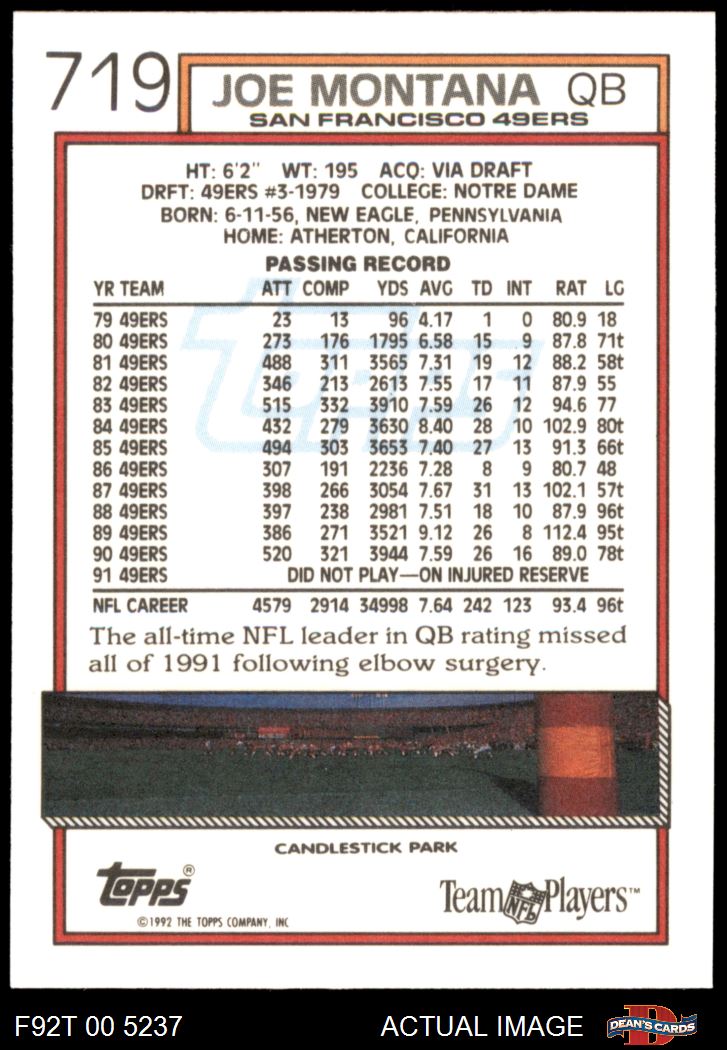 719 JOE MONTANA QB
SAN FRANCISCO 49ERS
HT: 6'2" WT: 195 ACQ: VIA DRAFT
DRFT: 49ERS #3-1979 COLLEGE: NOTRE DAME
BORN: 6-11-56, NEW EAGLE, PENNSYLVANIA
HOME: ATHERTON, CALIFORNIA
PASSING RECORD
YR TEAM ATT COMP YDS AVG TD INT RAT LG
79 49ERS 23 13 96 4.17 1 0 80.9 18
80 49ERS 273 176 1795 6.58 15 9 87.8 71t
81 49ERS 488 311 3565 7.31 19 12 88.2 58t
82 49ERS 346 213 2613 7.55 17 11 87.9 55
83 49ERS 515 332 3910 7.59 26 12 94.6 77
84 49ERS 432 279 3630 8.40 28 10 102.9 80t
85 49ERS 494 303 3653 7.40 27 13 91.3 66t
86 49ERS 307 191 2236 7.28 8 9 80.7 48
87 49ERS 398 266 3054 7.67 31 13 102.1 57t
88 49ERS 397 238 2981 7.51 18 10 87.9 96t
89 49ERS 386 271 3521 9.12 26 8 112.4 95t
90 49ERS 520 321 3944 7.59 26 16 89.0 78t
91 49ERS DID NOT PLAY—ON INJURED RESERVE
NFL CAREER 4579 2914 34998 7.64 242 123 93.4 96t
The all-time NFL leader in QB rating missed
all of 1991 following elbow surgery.
CANDLESTICK PARK
TOPPS® Team NFL Players™
©1992 THE TOPPS COMPANY, INC
F92T 00 5237 ACTUAL IMAGE D DEAN'S CARDS